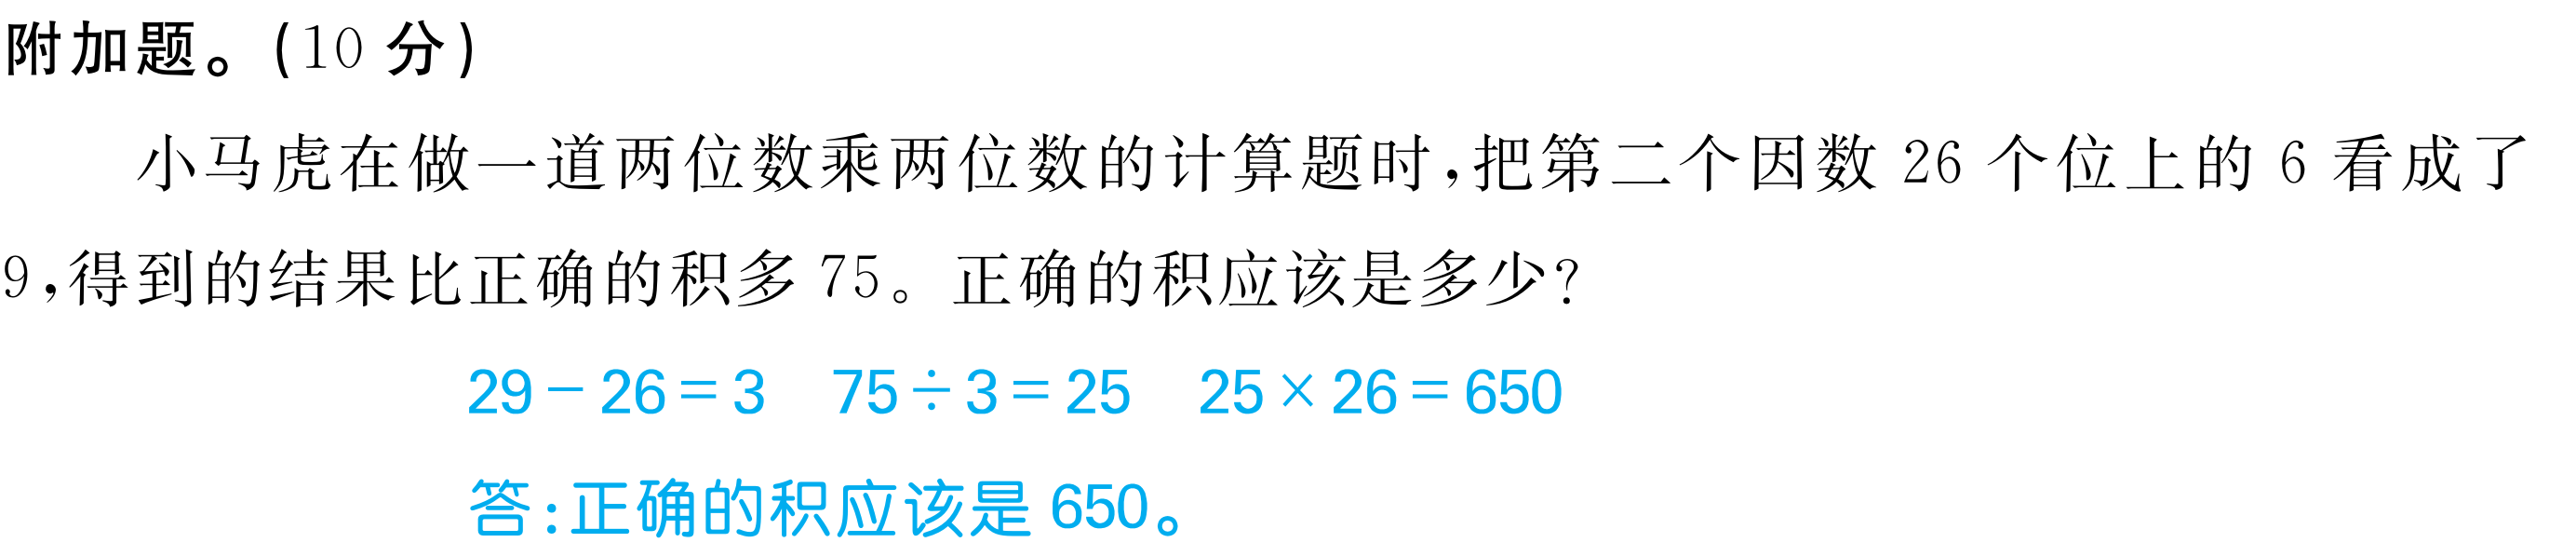 附加题。(10 分)
小马虎在做一道两位数乘两位数的计算题时,把第二个因数 26 个位上的 6 看成了
9,得到的结果比正确的积多 75。正确的积应该是多少?
29－26＝3 75÷3＝25 25×26＝650
答:正确的积应该是 650。